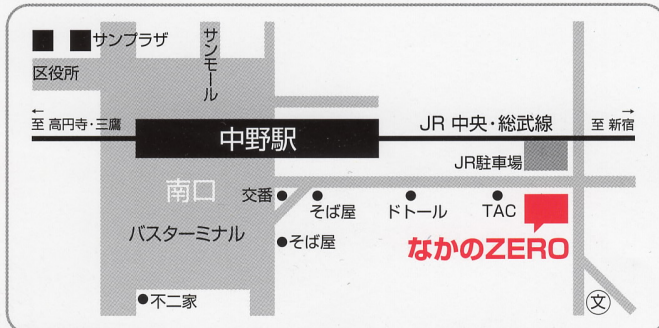 サンプラザ
サンモール
区役所
←
至 高円寺・三鷹
中野駅
JR 中央・総武線
→
至 新宿
JR駐車場
南口
交番
そば屋
ドトール
TAC
バスターミナル
そば屋
なかのZERO
不二家
文